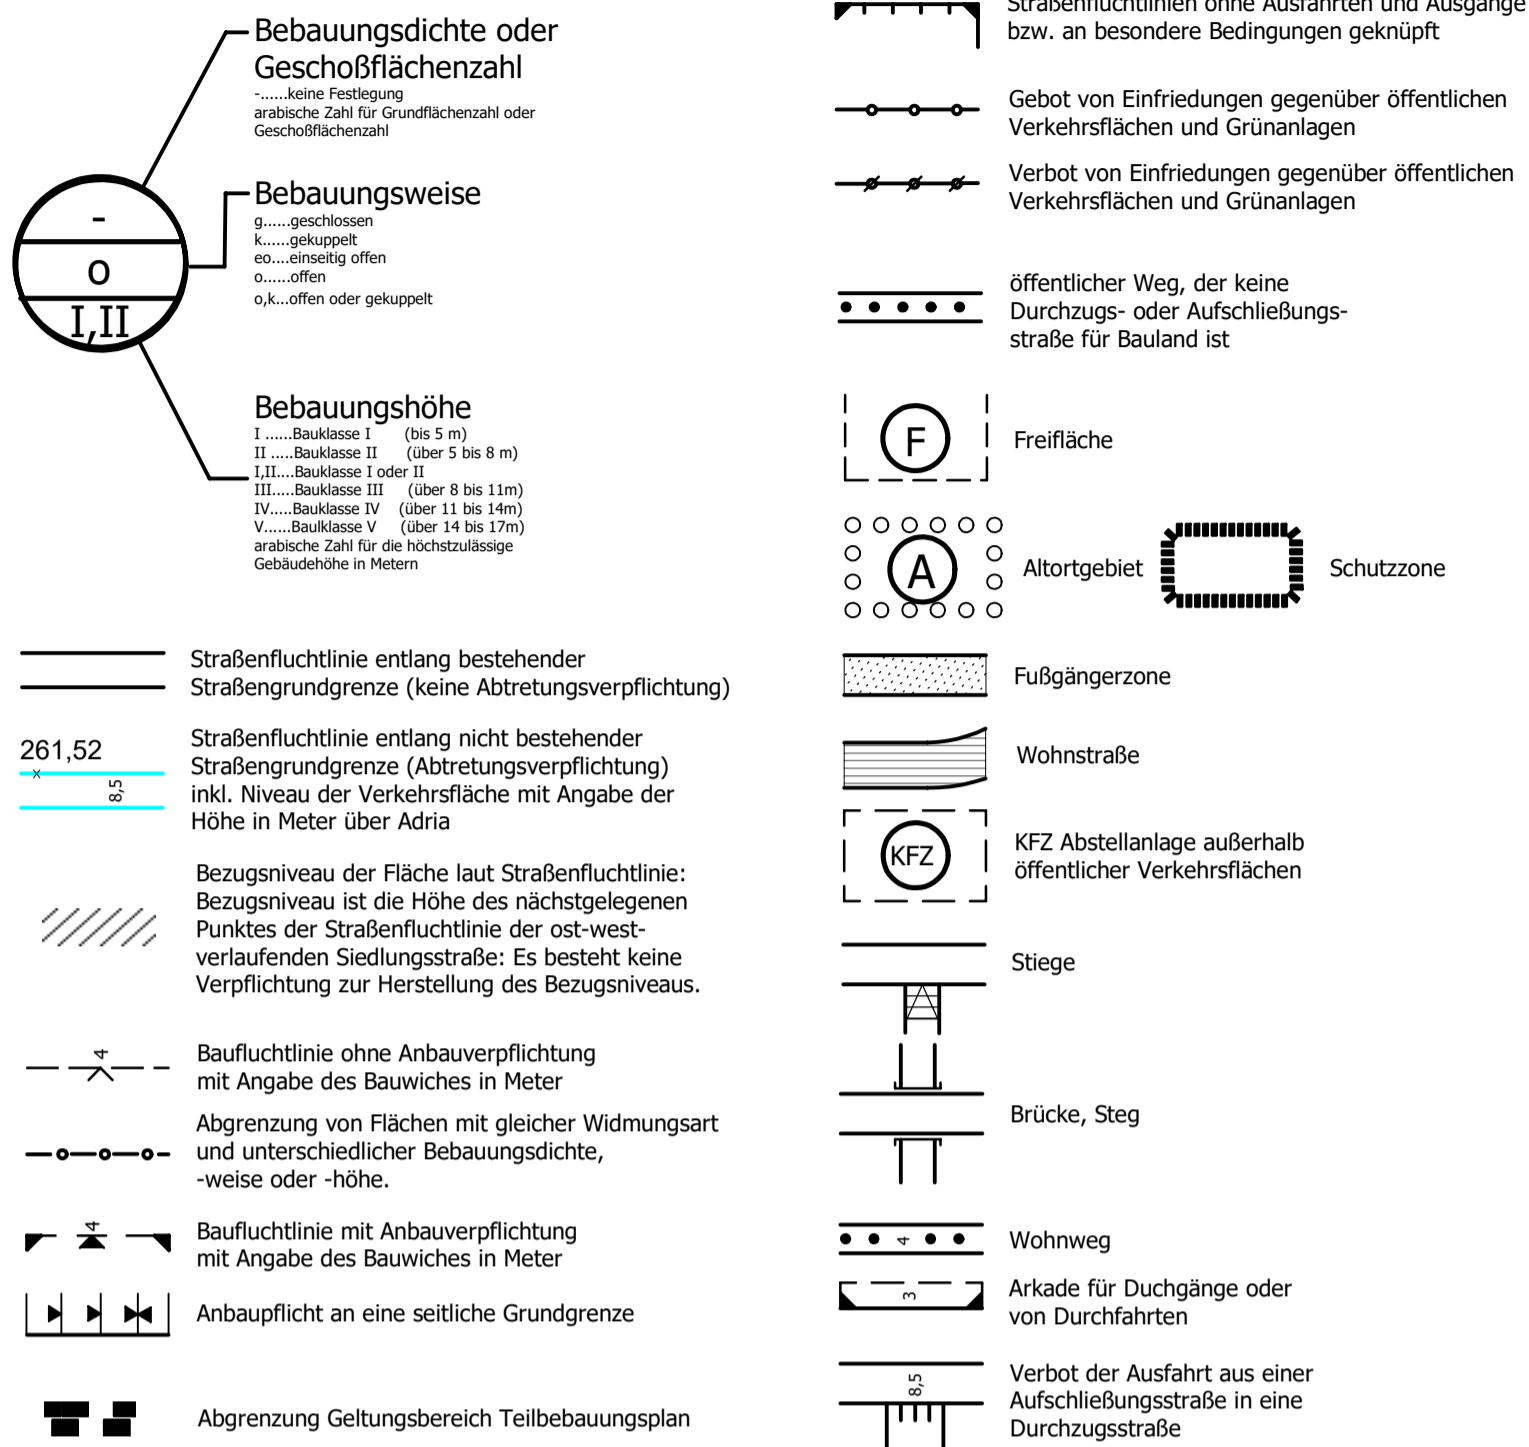 Bebauungsdichte oder
Geschoßflächenzahl
-......keine Festlegung
arabische Zahl für Grundflächenzahl oder
Geschoßflächenzahl
-
o
I,II
Bebauungsweise
g......geschlossen
k......gekuppelt
eo....einseitig offen
o......offen
o,k...offen oder gekuppelt
Bebauungshöhe
I ......Bauklasse I (bis 5 m)
II .....Bauklasse II (über 5 bis 8 m)
I,II....Bauklasse I oder II
III.....Bauklasse III (über 8 bis 11m)
IV.....Bauklasse IV (über 11 bis 14m)
V......Baulklasse V (über 14 bis 17m)
arabische Zahl für die höchstzulässige
Gebäudehöhe in Metern
Straßenfluchtlinie entlang bestehender
Straßengrundgrenze (keine Abtretungsverpflichtung)
261,52
8,5
Straßenfluchtlinie entlang nicht bestehender
Straßengrundgrenze (Abtretungsverpflichtung)
inkl. Niveau der Verkehrsfläche mit Angabe der
Höhe in Meter über Adria
Bezugsniveau der Fläche laut Straßenfluchtlinie:
Bezugsniveau ist die Höhe des nächstgelegenen
Punktes der Straßenfluchtlinie der ost-west-
verlaufenden Siedlungsstraße: Es besteht keine
Verpflichtung zur Herstellung des Bezugsniveaus.
4
Baufluchtlinie ohne Anbauverpflichtung
mit Angabe des Bauwiches in Meter
Abgrenzung von Flächen mit gleicher Widmungsart
und unterschiedlicher Bebauungsdichte,
-weise oder -höhe.
4
Baufluchtlinie mit Anbauverpflichtung
mit Angabe des Bauwiches in Meter
Anbaupflicht an eine seitliche Grundgrenze
Abgrenzung Geltungsbereich Teilbebauungsplan
Straßenfluchtlinien ohne Ausfahrten und Ausgänge
bzw. an besondere Bedingungen geknüpft
Gebot von Einfriedungen gegenüber öffentlichen
Verkehrsflächen und Grünanlagen
Verbot von Einfriedungen gegenüber öffentlichen
Verkehrsflächen und Grünanlagen
öffentlicher Weg, der keine
Durchzugs- oder Aufschließungs-
straße für Bauland ist
F
Freifläche
A
Altortgebiet
Schutzzone
Fußgängerzone
Wohnstraße
KFZ
KFZ Abstellanlage außerhalb
öffentlicher Verkehrsflächen
Stiege
Brücke, Steg
4
Wohnweg
3
Arkade für Duchgänge oder
von Durchfahrten
8,5
Verbot der Ausfahrt aus einer
Aufschließungsstraße in eine
Durchzugsstraße